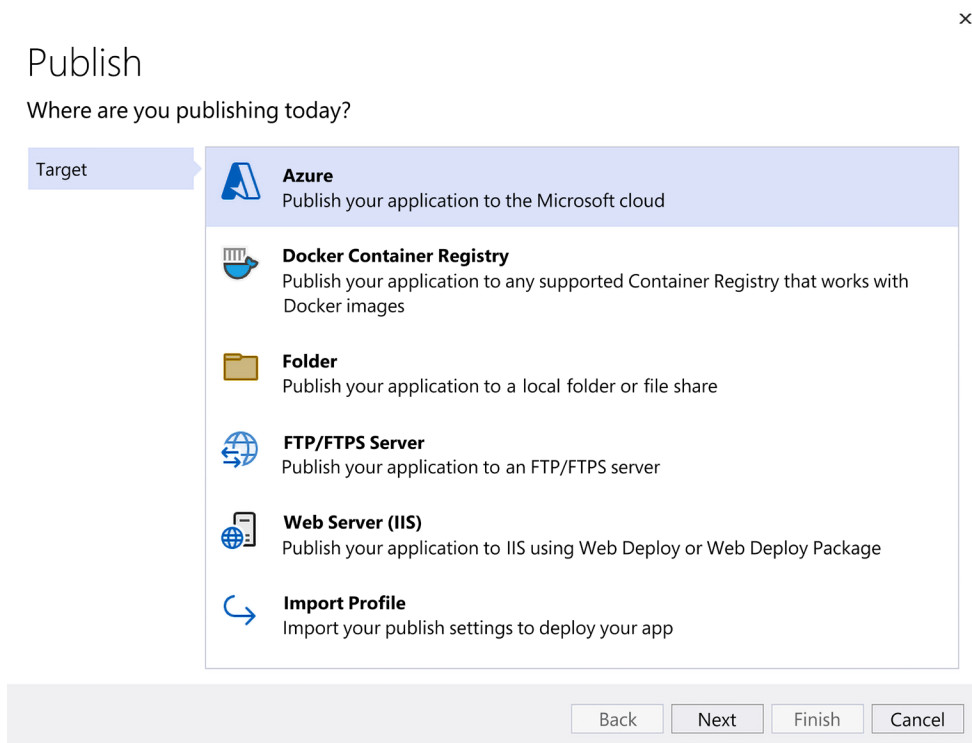 Publish
Where are you publishing today?
Target
Azure
Publish your application to the Microsoft cloud
Docker Container Registry
Publish your application to any supported Container Registry that works with
Docker images
Folder
Publish your application to a local folder or file share
FTP/FTPS Server
Publish your application to an FTP/FTPS server
Web Server (IIS)
Publish your application to IIS using Web Deploy or Web Deploy Package
Import Profile
Import your publish settings to deploy your app
Back Next Finish Cancel